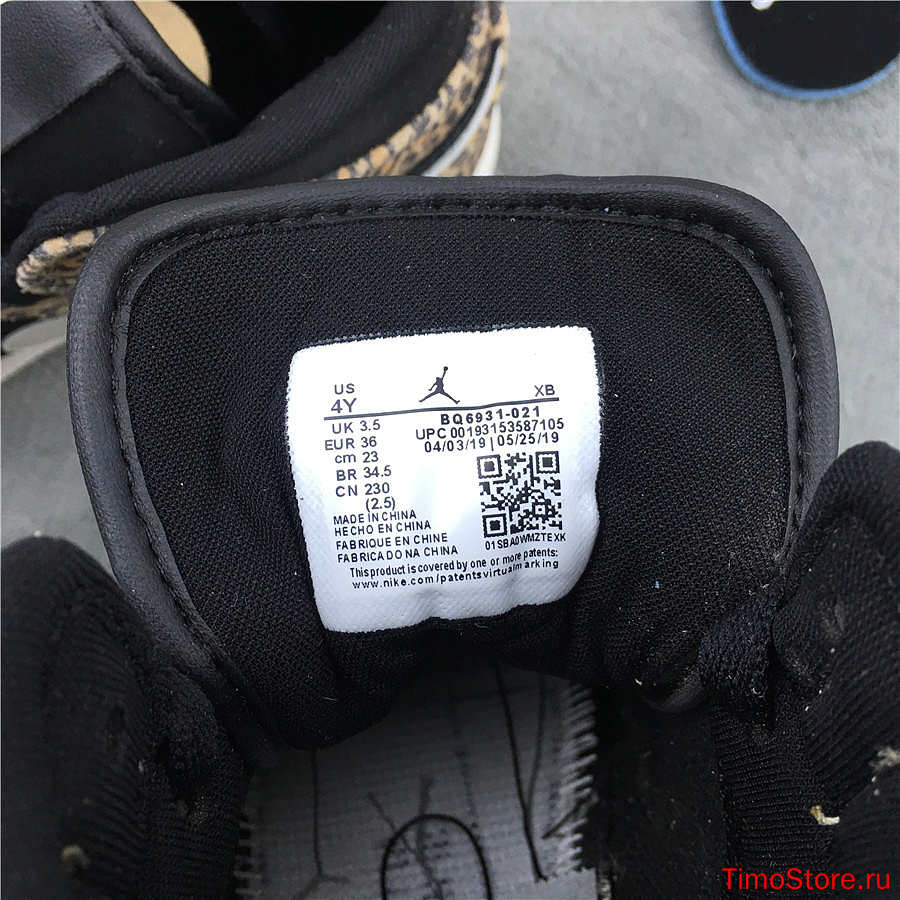 US
4Y
XB
BQ6931-021
UK 3.5
UPC 00193153587105
EUR 36
04/03/19 | 05/25/19
cm 23
BR 34.5
CN 230
(2.5)
MADE IN CHINA
HECHO EN CHINA
FABRIQUE EN CHINE
FABRICADO NA CHINA
01SBA0WMZTEXK
This product is covered by one or more patents:
www.nike.com/patentsvirtualmarking
TimoStore.ru